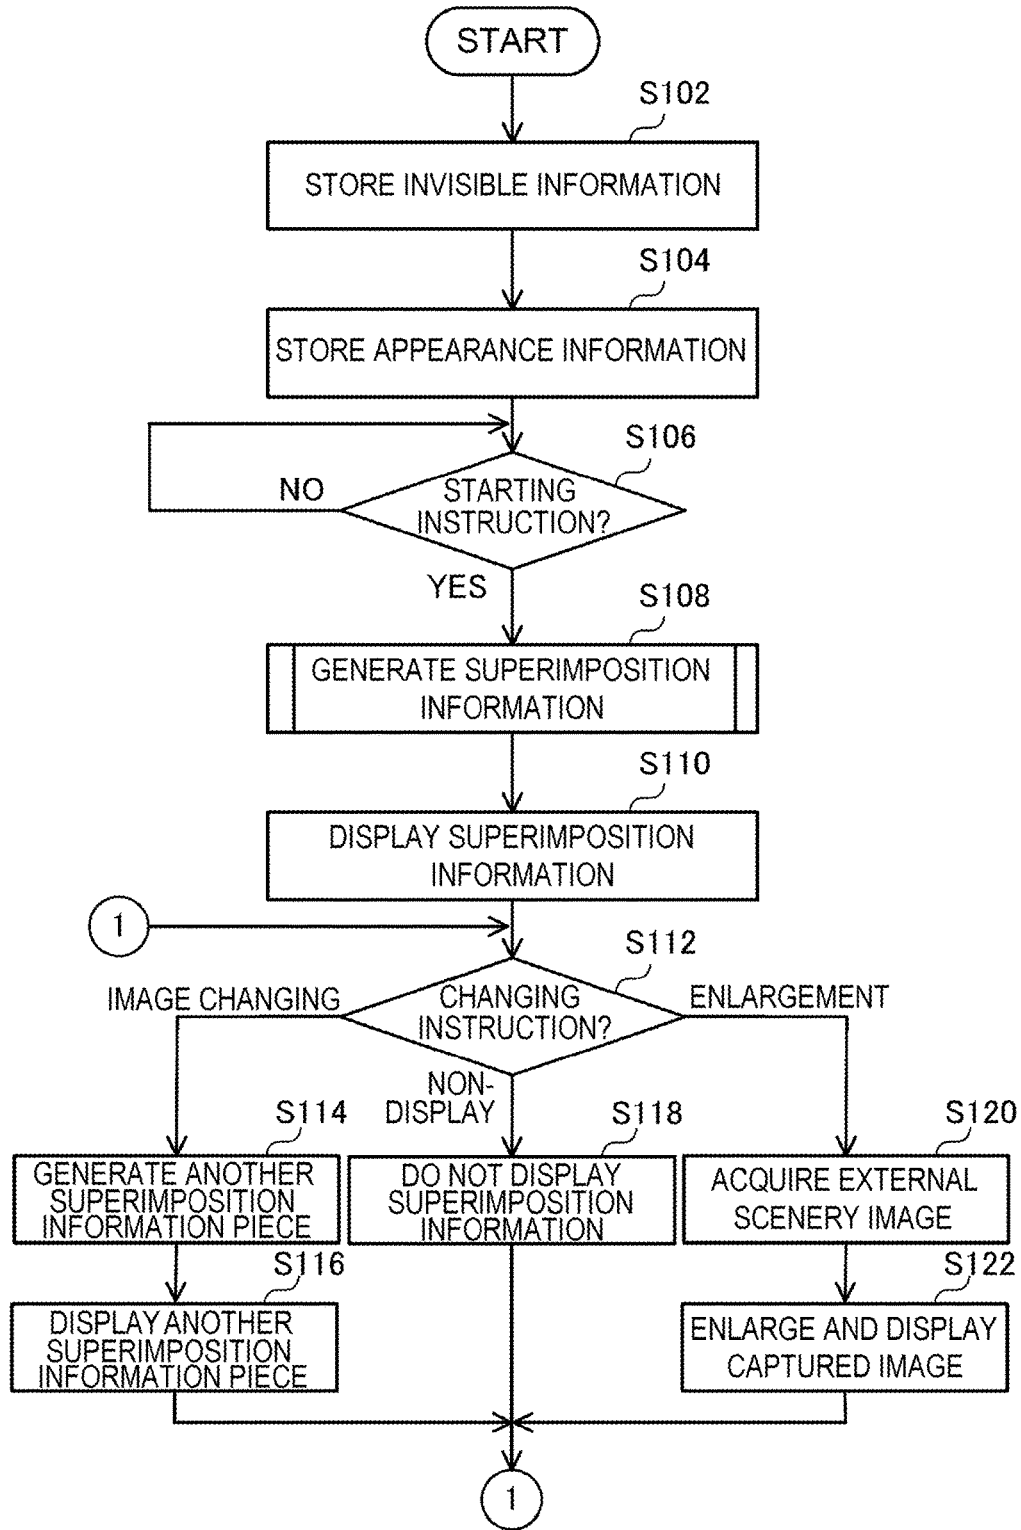 START
S102
STORE INVISIBLE INFORMATION
S104
STORE APPEARANCE INFORMATION
S106
NO
STARTING
INSTRUCTION?
YES
S108
GENERATE SUPERIMPOSITION
INFORMATION
S110
DISPLAY SUPERIMPOSITION
INFORMATION
1
S112
IMAGE CHANGING
CHANGING
INSTRUCTION?
ENLARGEMENT
NON-
DISPLAY
S114
GENERATE ANOTHER
SUPERIMPOSITION
INFORMATION PIECE
S118
DO NOT DISPLAY
SUPERIMPOSITION
INFORMATION
S120
ACQUIRE EXTERNAL
SCENERY IMAGE
S116
DISPLAY ANOTHER
SUPERIMPOSITION
INFORMATION PIECE
S122
ENLARGE AND DISPLAY
CAPTURED IMAGE
1